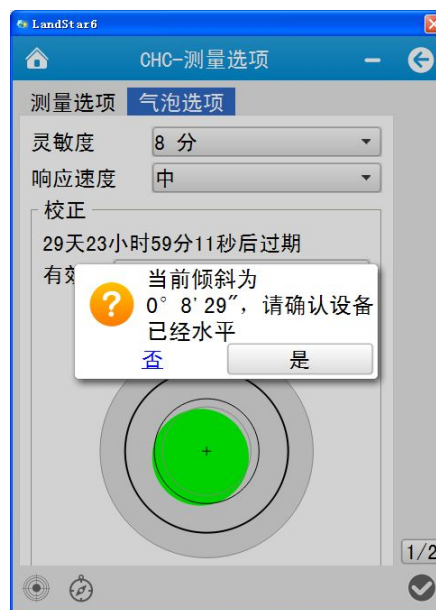 LandStar6
CHC-测量选项
测量选项 气泡选项
灵敏度 8 分
响应速度 中
校正
29天23小时59分11秒后过期
有效
当前倾斜为
0° 8′29″, 请确认设备
已经水平
否 是
1/2